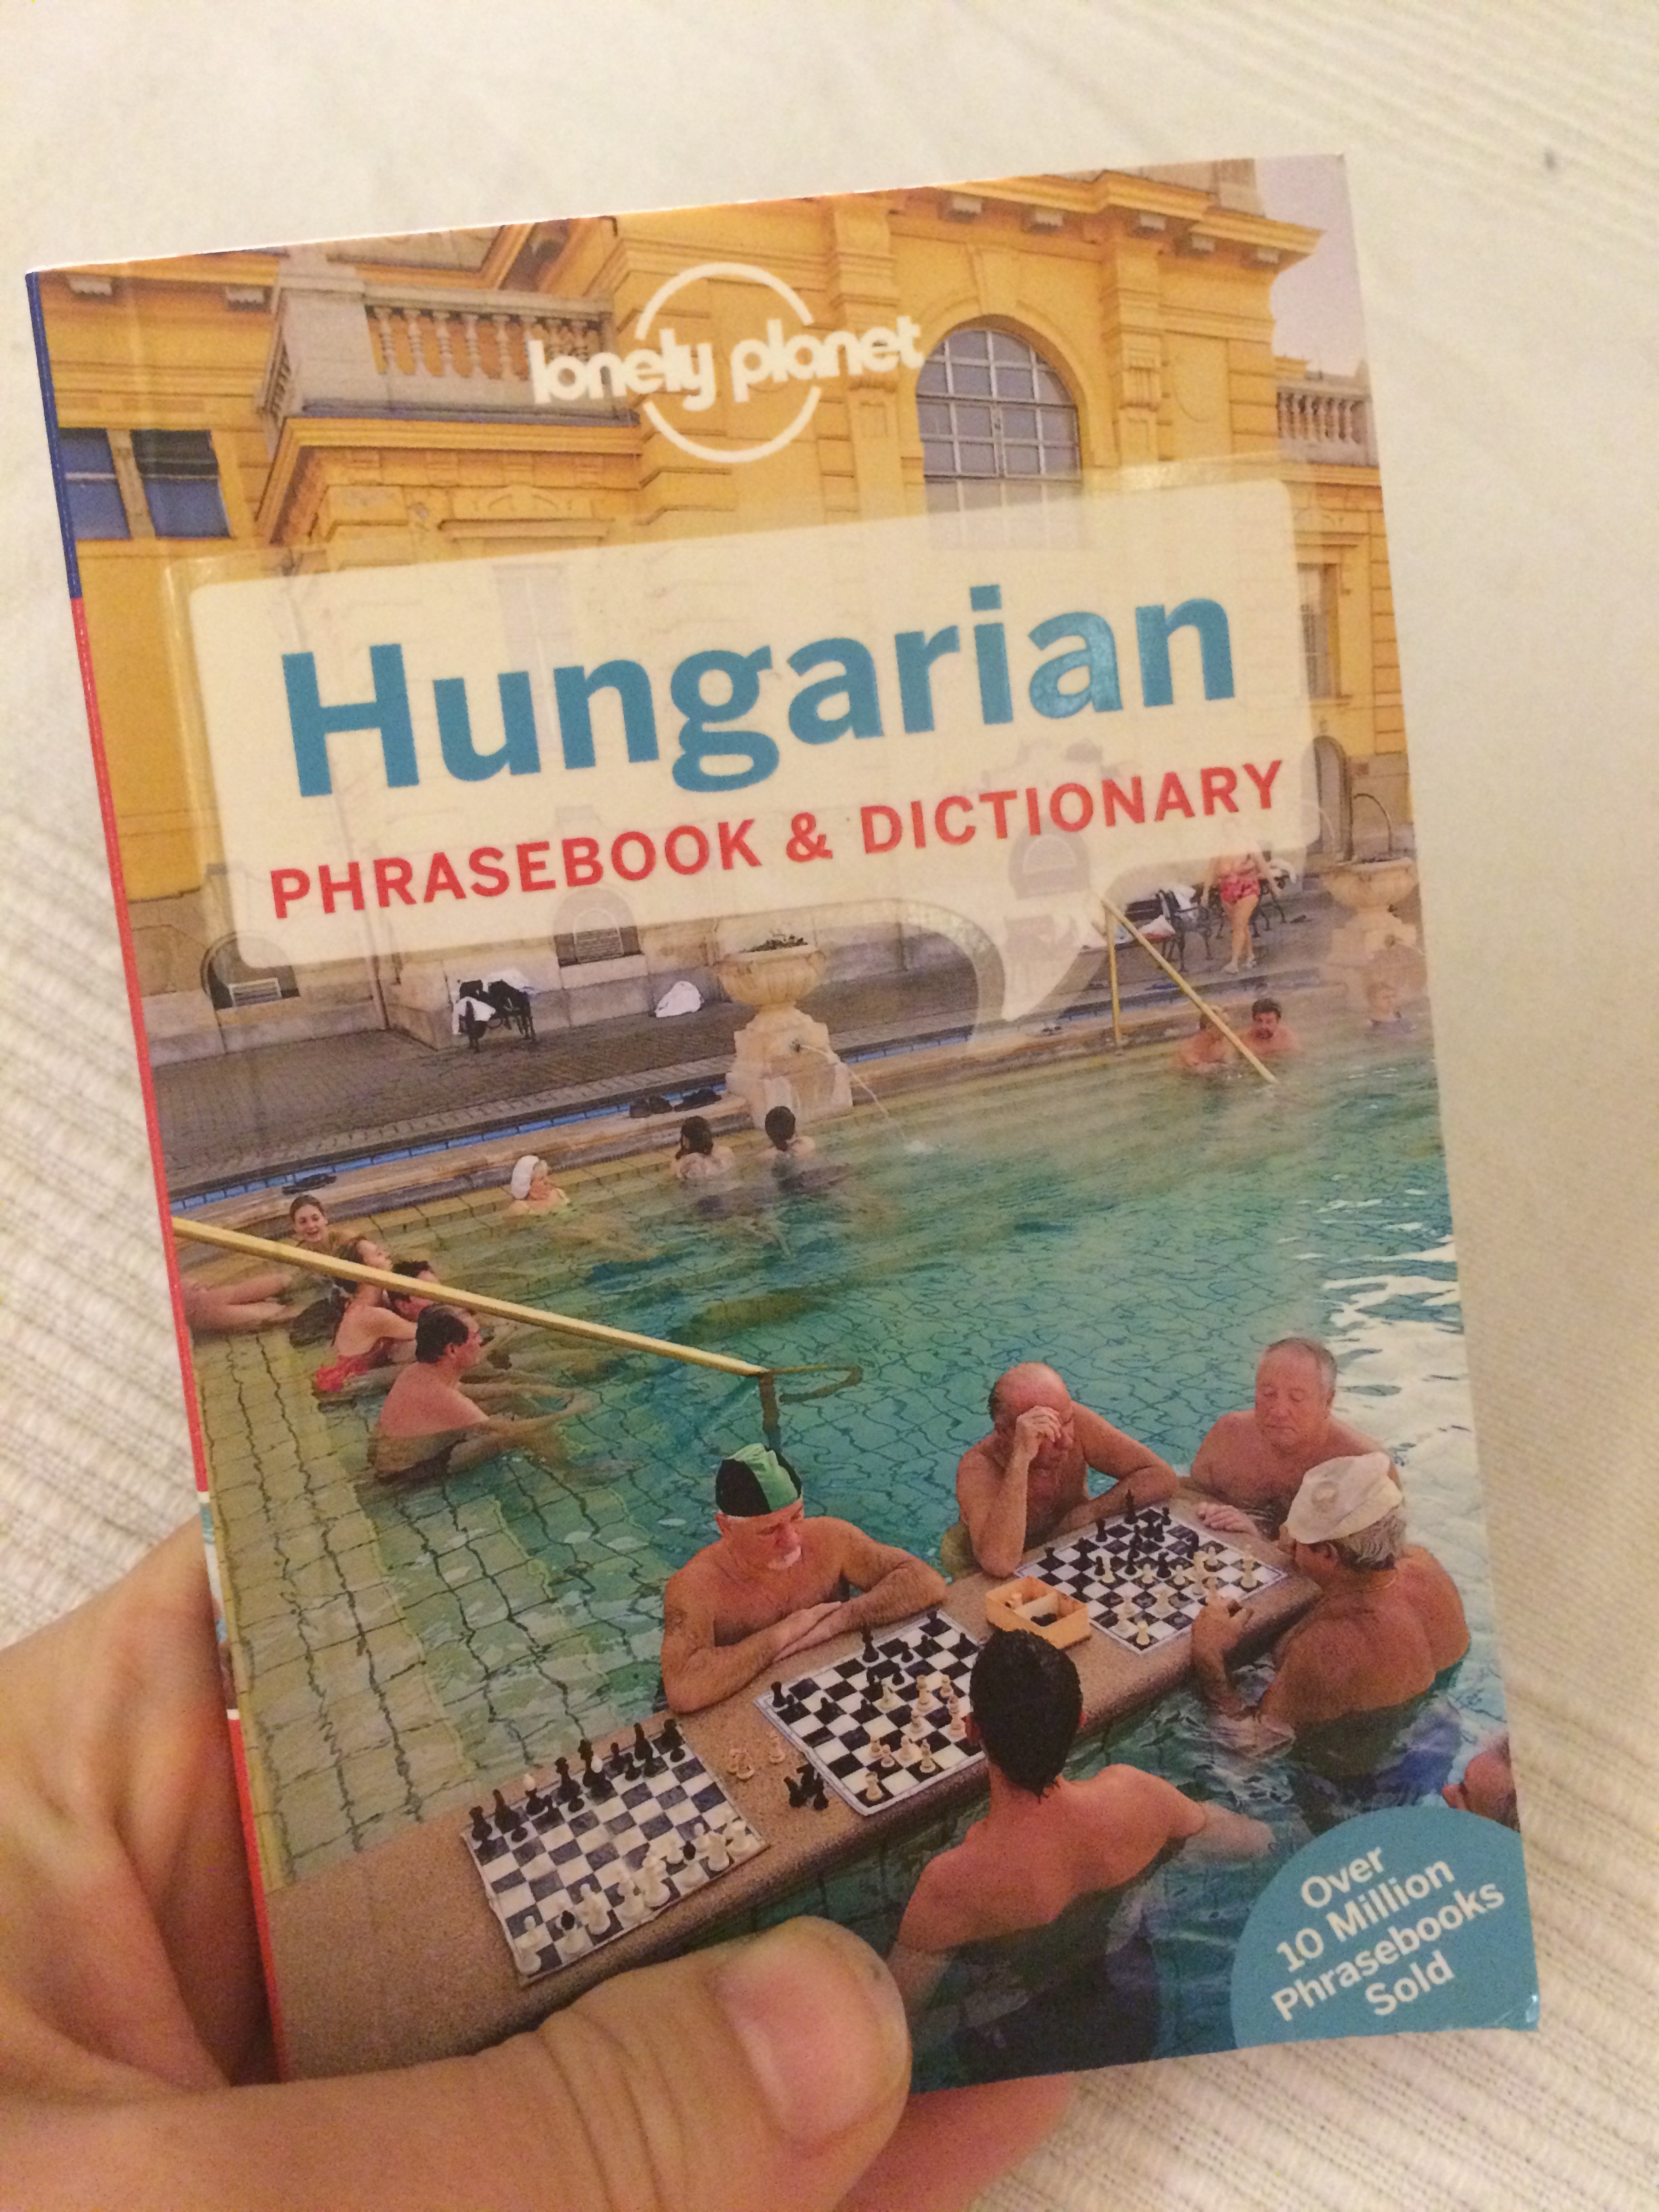 lonely planet
Hungarian
PHRASEBOOK & DICTIONARY
Over
10 Million
Phrasebooks
Sold